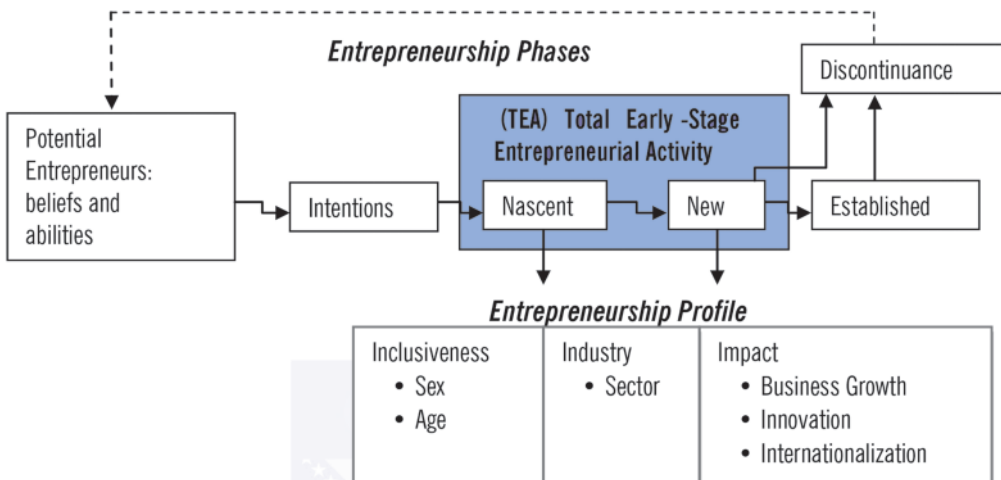 Entrepreneurship Phases
Discontinuance
(TEA) Total Early -Stage
Entrepreneurial Activity
Potential
Entrepreneurs:
beliefs and
abilities
Intentions
Nascent
New
Established
Entrepreneurship Profile
Inclusiveness
• Sex
• Age
Industry
• Sector
Impact
• Business Growth
• Innovation
• Internationalization